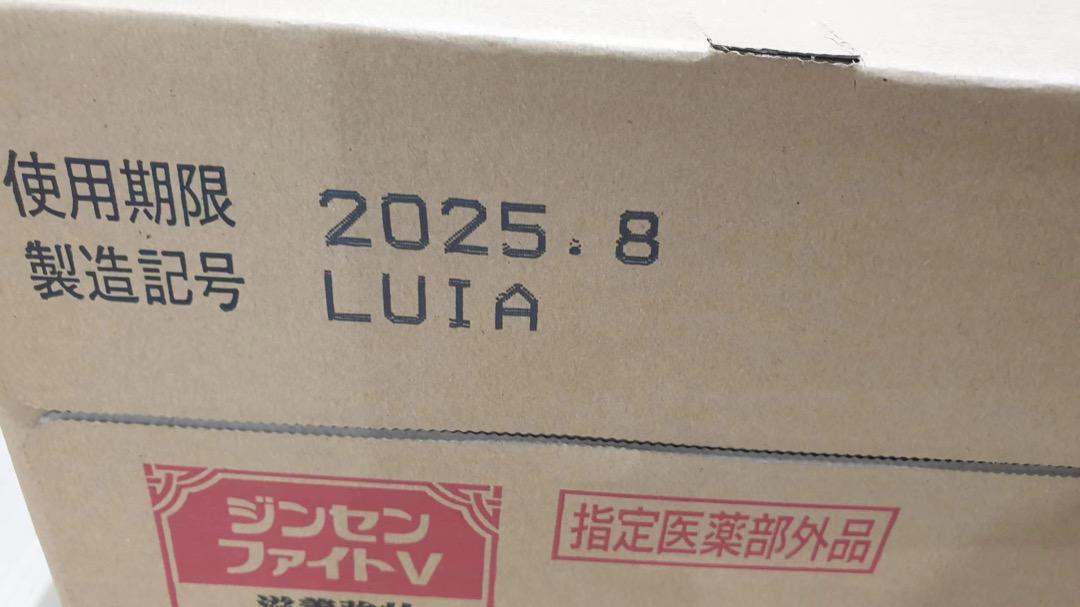 使用期限 2025.8
製造記号 LUIA
ジンセン
ファイトV
指定医薬部外品